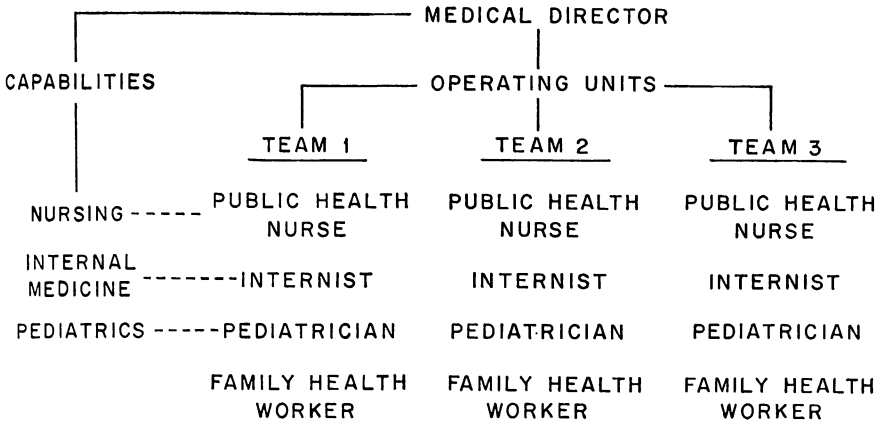 MEDICAL DIRECTOR
CAPABILITIES
OPERATING UNITS
TEAM 1
TEAM 2
TEAM 3
NURSING
PUBLIC HEALTH
NURSE
PUBLIC HEALTH
NURSE
PUBLIC HEALTH
NURSE
INTERNAL
MEDICINE
INTERNIST
INTERNIST
INTERNIST
PEDIATRICS
PEDIATRICIAN
PEDIATRICIAN
PEDIATRICIAN
FAMILY HEALTH
WORKER
FAMILY HEALTH
WORKER
FAMILY HEALTH
WORKER